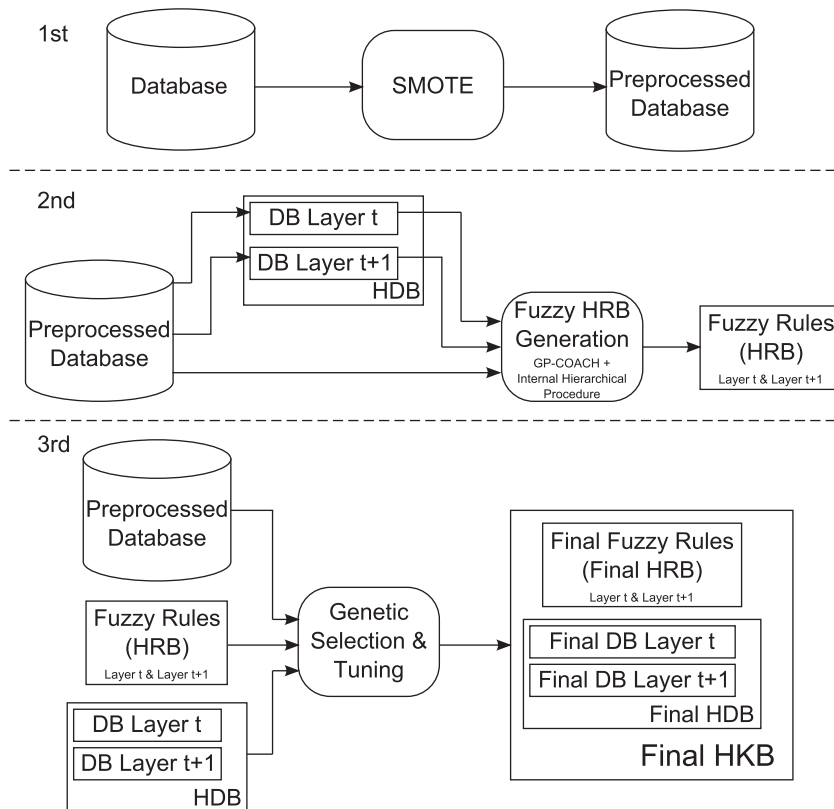 1st
Database
SMOTE
Preprocessed
Database
2nd
DB Layer t
DB Layer t+1
HDB
Preprocessed
Database
Fuzzy HRB
Generation
GP-COACH +
Internal Hierarchical
Procedure
Fuzzy Rules
(HRB)
Layer t & Layer t+1
3rd
Preprocessed
Database
Fuzzy Rules
(HRB)
Layer t & Layer t+1
DB Layer t
DB Layer t+1
HDB
Genetic
Selection &
Tuning
Final Fuzzy Rules
(Final HRB)
Layer t & Layer t+1
Final DB Layer t
Final DB Layer t+1
Final HDB
Final HKB